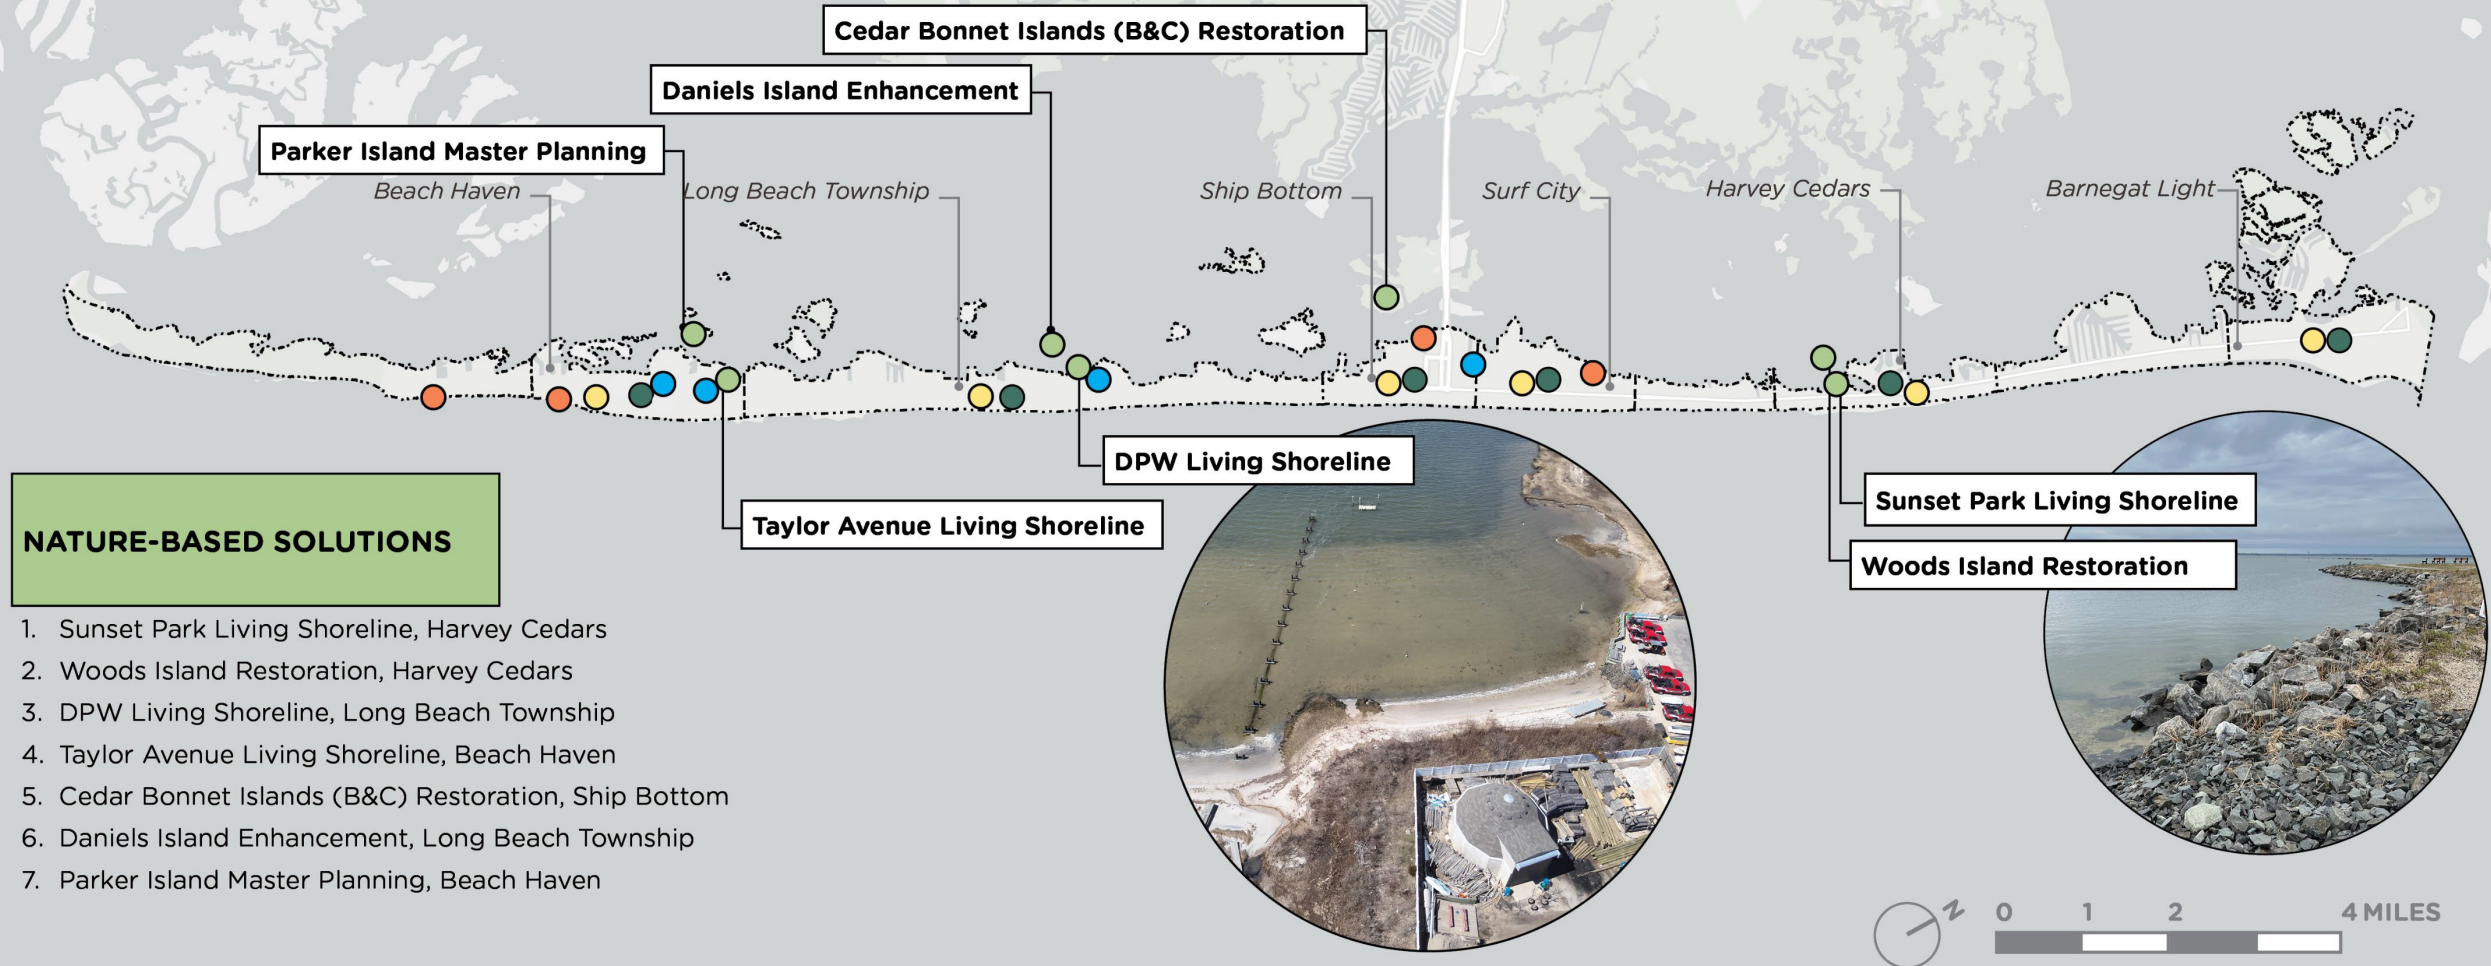 Cedar Bonnet Islands (B&C) Restoration
Daniels Island Enhancement
Parker Island Master Planning
Beach Haven
Long Beach Township
Ship Bottom
Surf City
Harvey Cedars
Barnegat Light
DPW Living Shoreline
Sunset Park Living Shoreline
Taylor Avenue Living Shoreline
Woods Island Restoration
NATURE-BASED SOLUTIONS
1. Sunset Park Living Shoreline, Harvey Cedars
2. Woods Island Restoration, Harvey Cedars
3. DPW Living Shoreline, Long Beach Township
4. Taylor Avenue Living Shoreline, Beach Haven
5. Cedar Bonnet Islands (B&C) Restoration, Ship Bottom
6. Daniels Island Enhancement, Long Beach Township
7. Parker Island Master Planning, Beach Haven
N
0 1 2 4 MILES